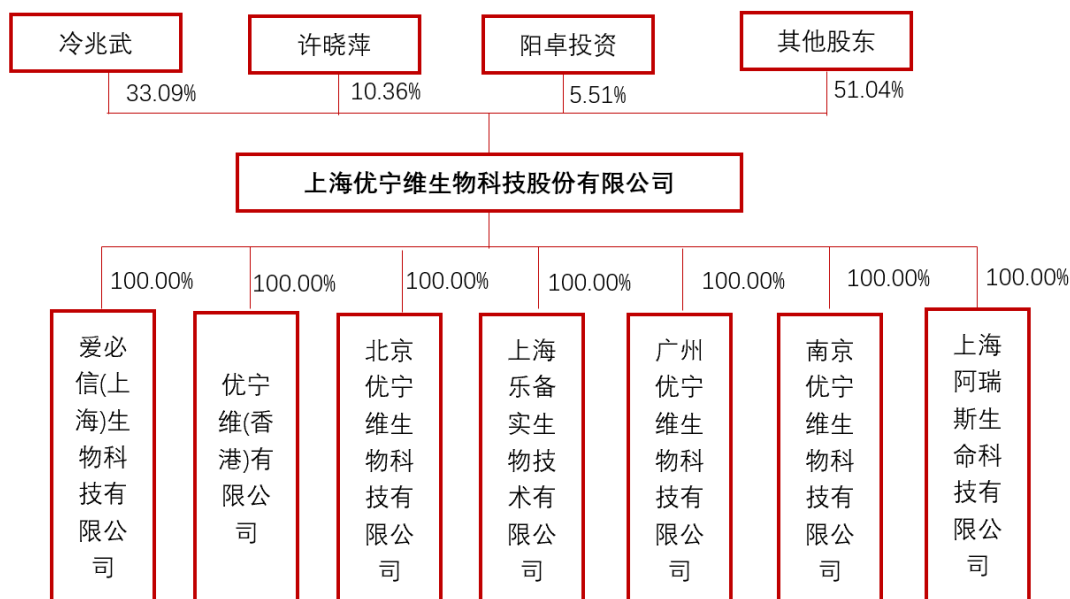 冷兆武
许晓萍
阳卓投资
其他股东
33.09%
10.36%
5.51%
51.04%
上海优宁维生物科技股份有限公司
100.00%
100.00%
100.00%
100.00%
100.00%
100.00%
100.00%
爱必
信(上
海)生
物科
技有
限公
司
优宁
维(香
港)有
限公
司
北京
优宁
维生
物科
技有
限公
司
上海
乐备
实生
物技
术有
限公
司
广州
优宁
维生
物科
技有
限公
司
南京
优宁
维生
物科
技有
限公
司
上海
阿瑞
斯生
命科
技有
限公
司